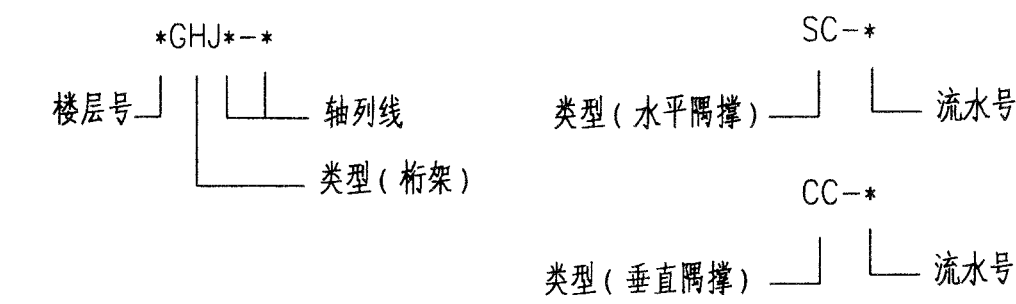 *GHJ*-*
楼层号
轴列线
类型(桁架)
SC-*
类型(水平隅撑)
流水号
CC-*
类型(垂直隅撑)
流水号